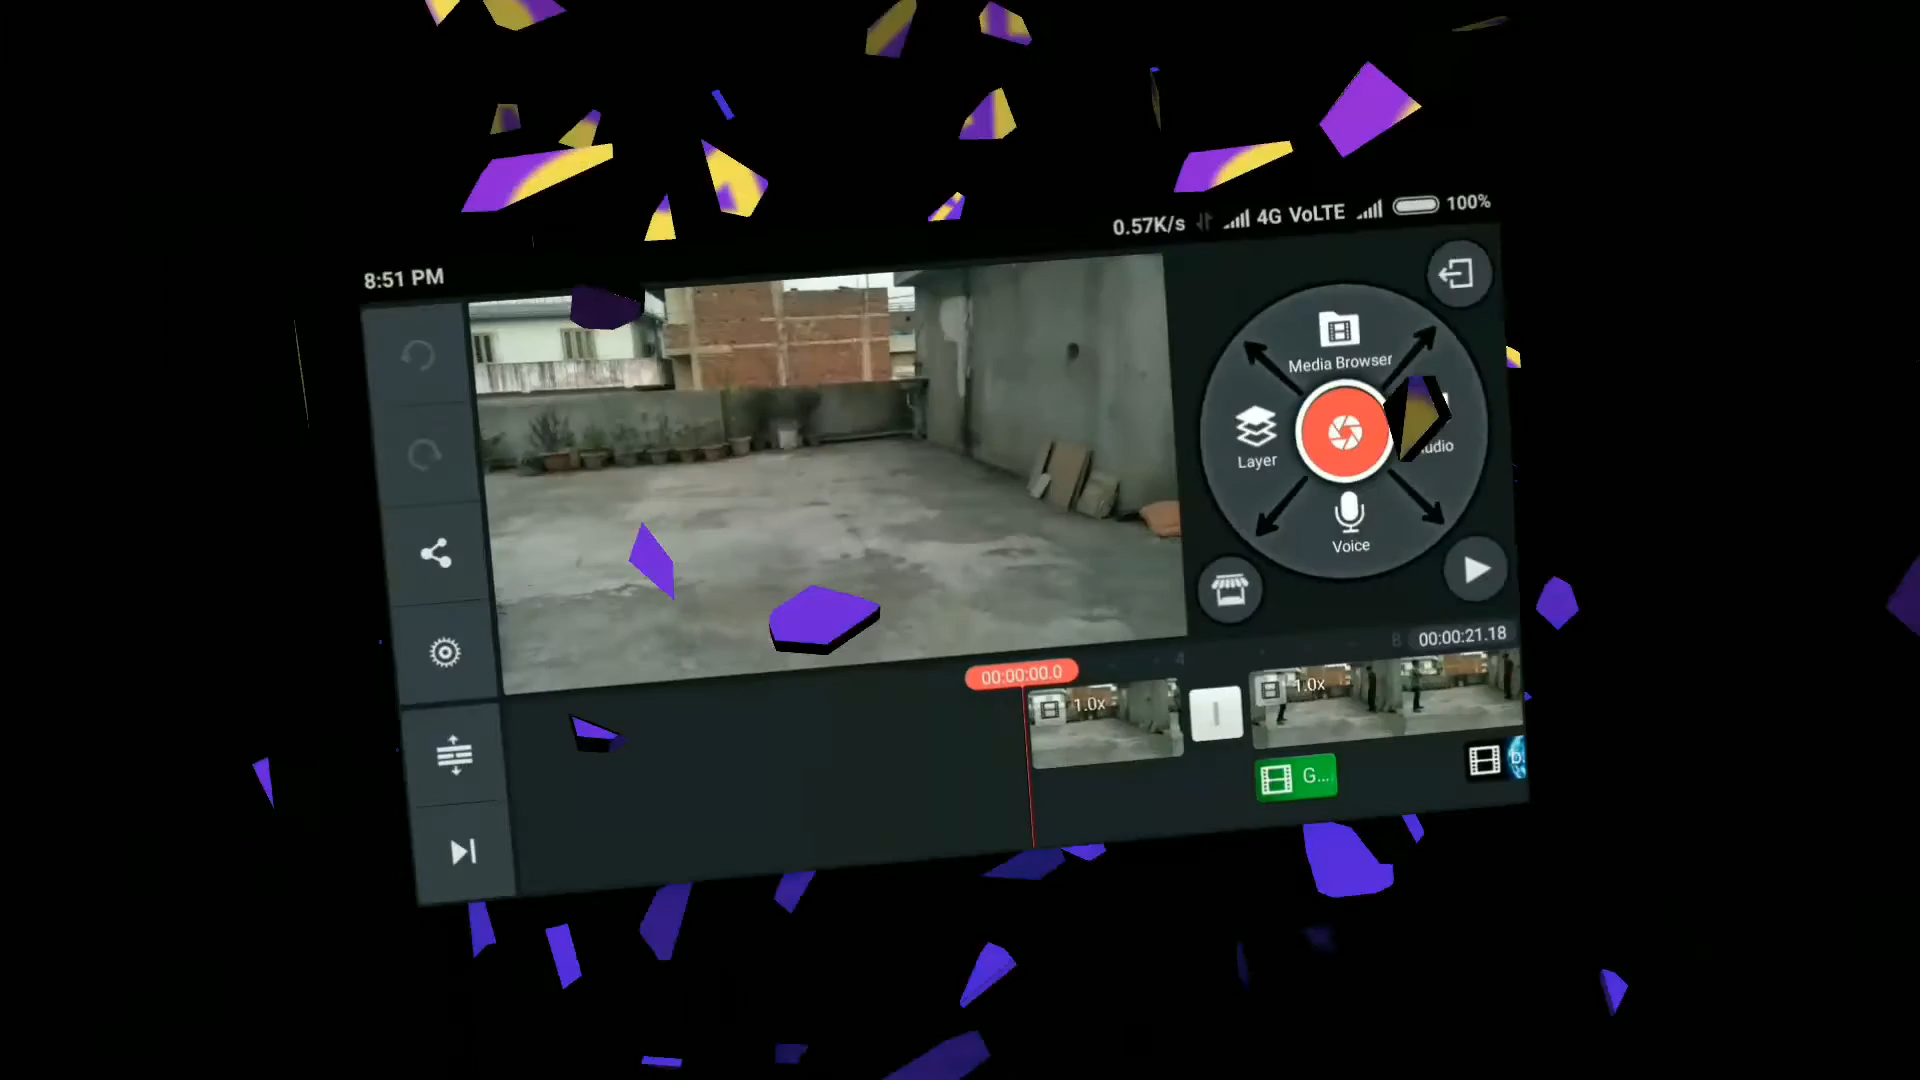 0.57K/s 4G VoLTE 100%
8:51 PM
Media Browser
Layer
udio
Voice
00:00:21.18
00:00:00.0
1.0x
1.0x
G...
D.